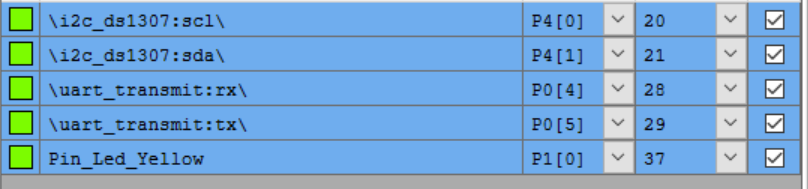 \i2c_ds1307:scl\ P4[0] 20
\i2c_ds1307:sda\ P4[1] 21
\uart_transmit:rx\ P0[4] 28
\uart_transmit:tx\ P0[5] 29
Pin_Led_Yellow P1[0] 37